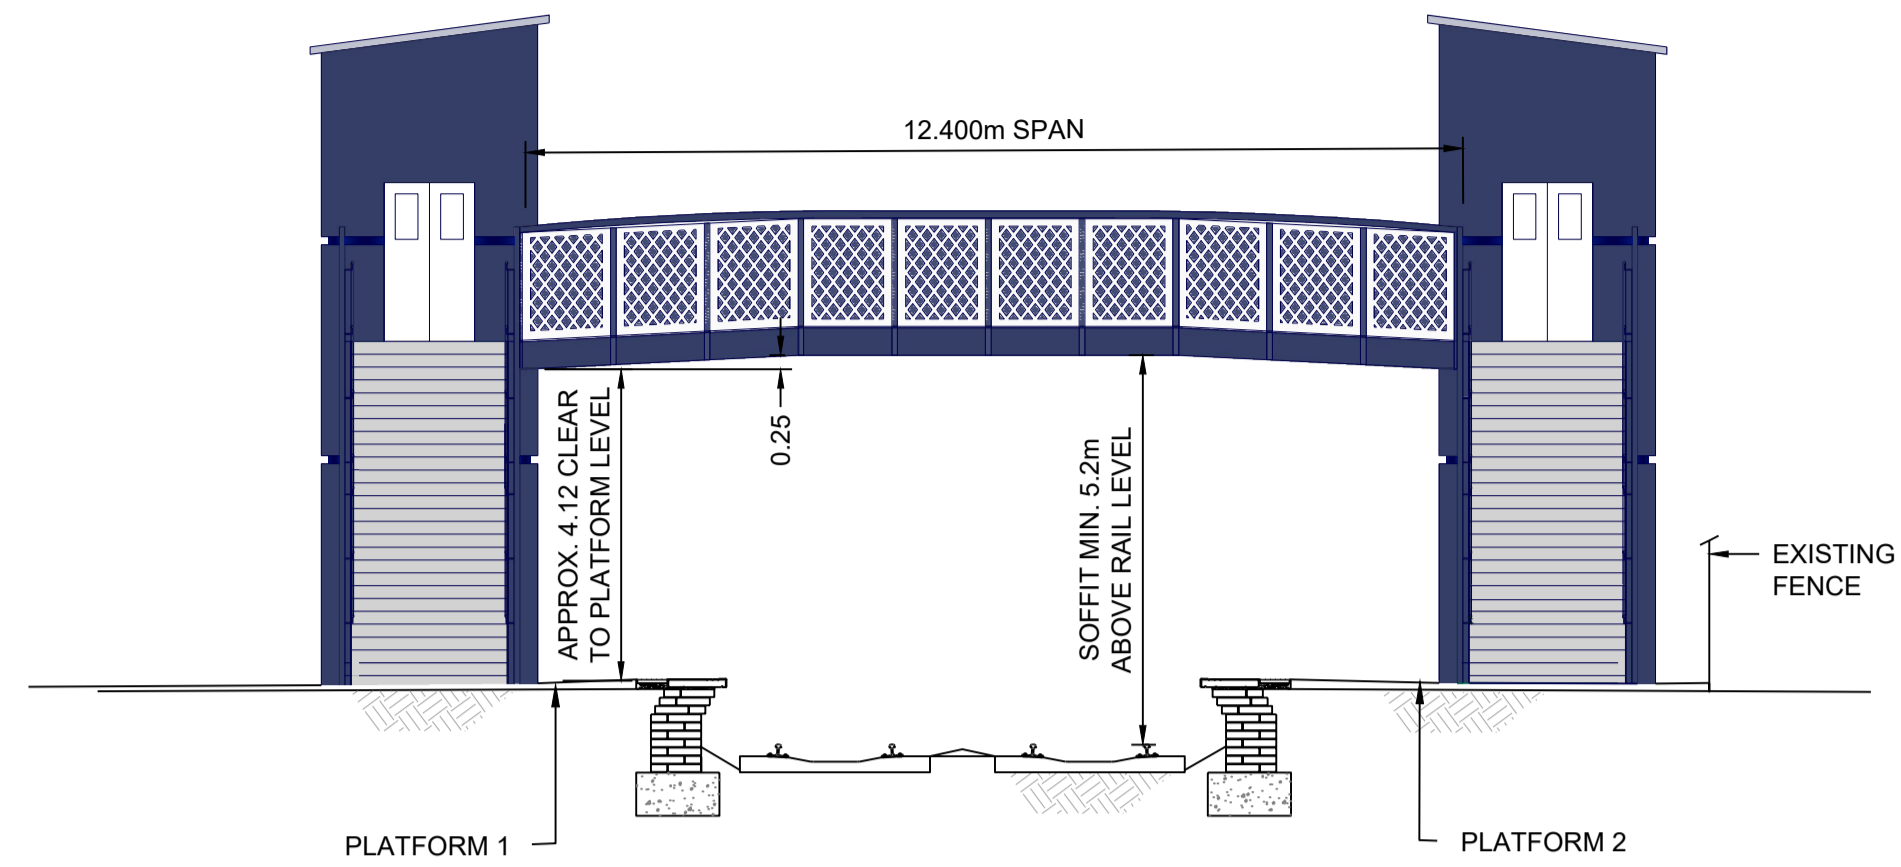 12.400m SPAN
APPROX. 4.12 CLEAR
TO PLATFORM LEVEL
0.25
SOFFIT MIN. 5.2m
ABOVE RAIL LEVEL
EXISTING
FENCE
PLATFORM 1
PLATFORM 2